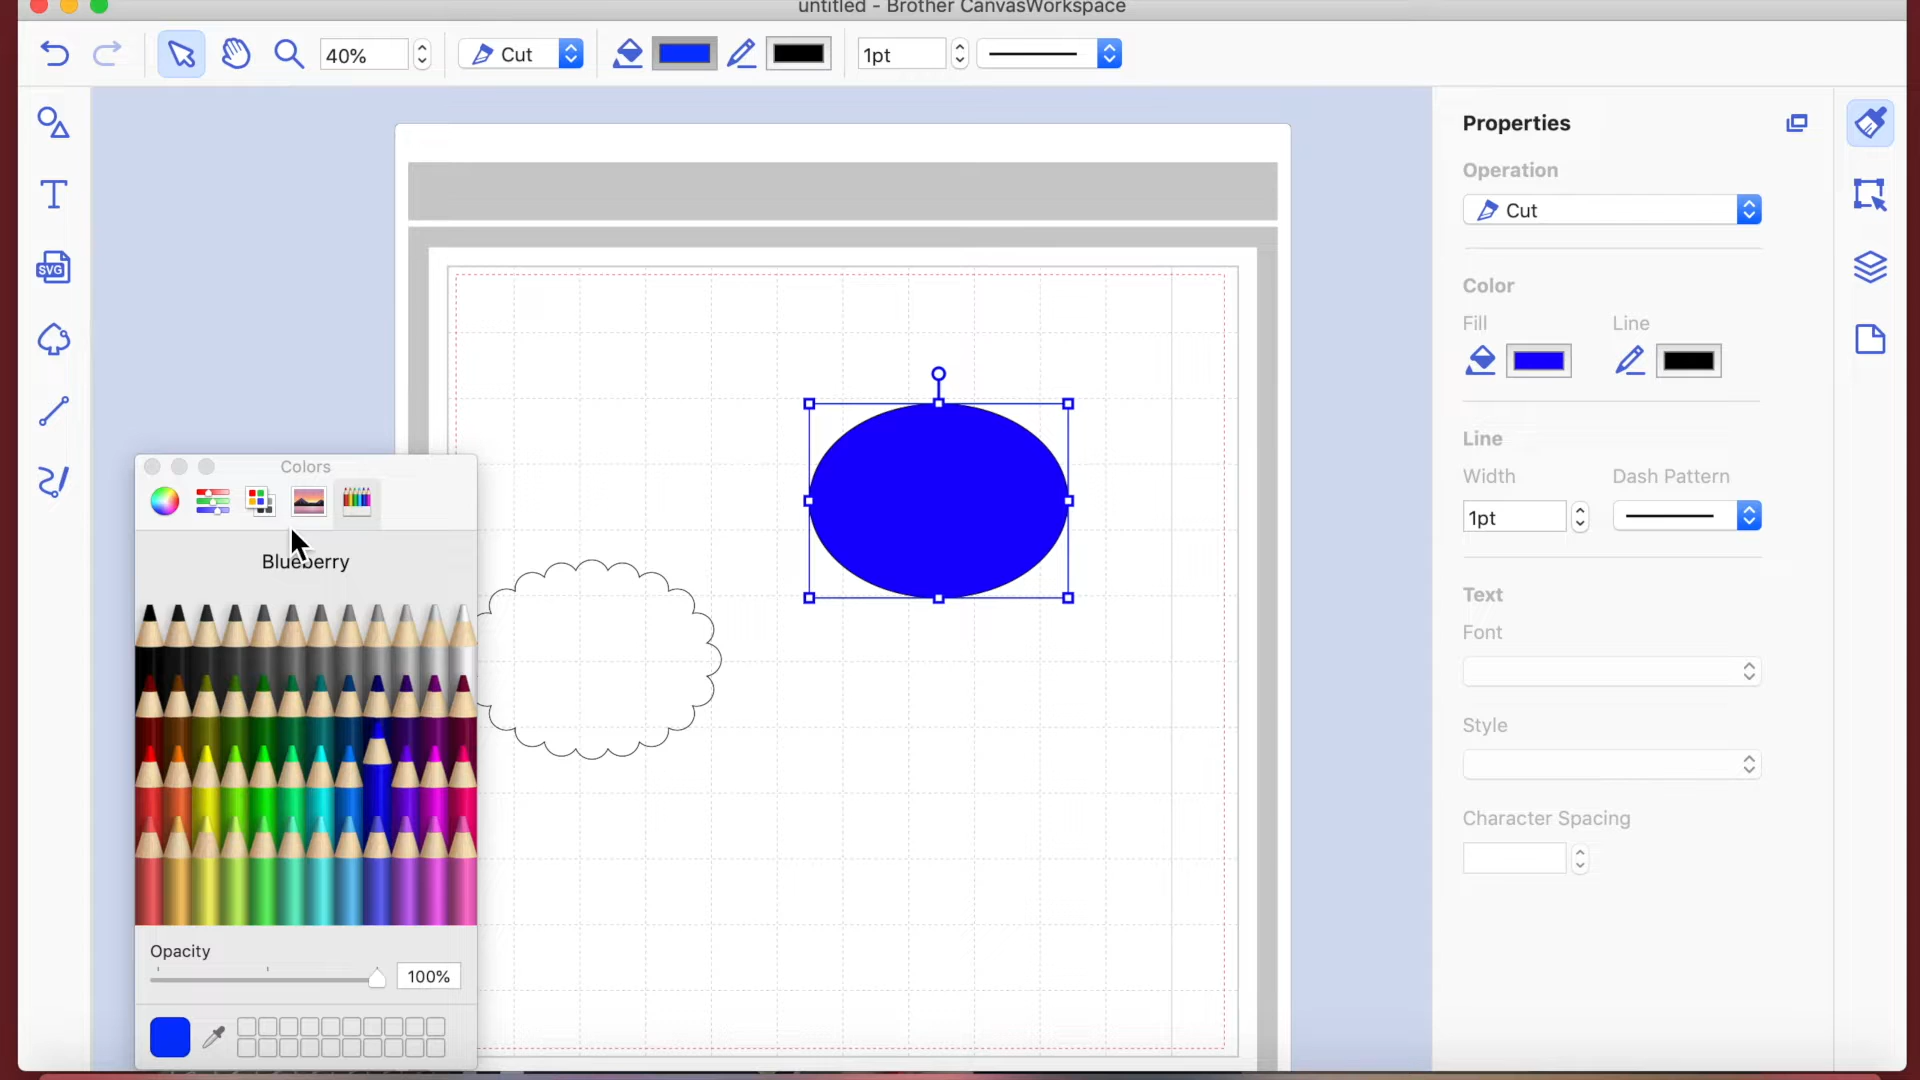 untitled - Brother CanvasWorkspace
40%
Cut
1pt
SVG
Properties
Operation
Cut
Color
Fill
Line
Line
Width
Dash Pattern
1pt
Text
Font
Style
Character Spacing
Colors
Blueberry
Opacity
100%